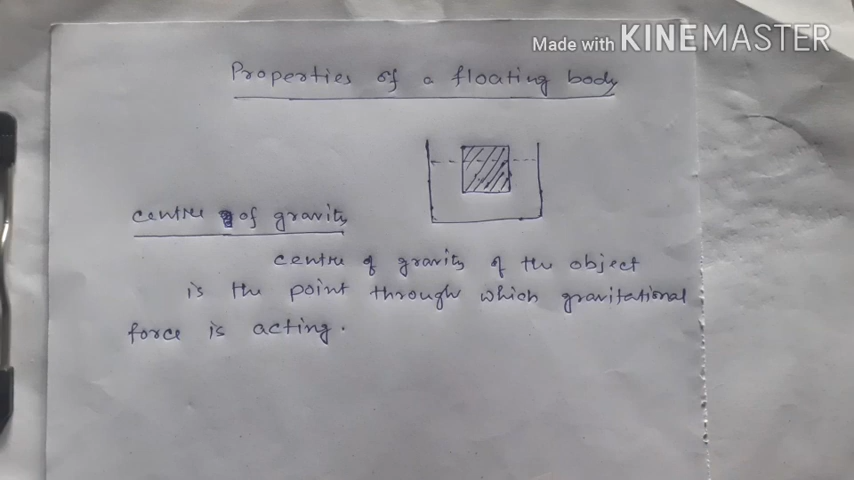 Made with KINEMASTER
Properties of a floating body
centre of gravity
centre of gravity of the object
is the point through which gravitational
force is acting.